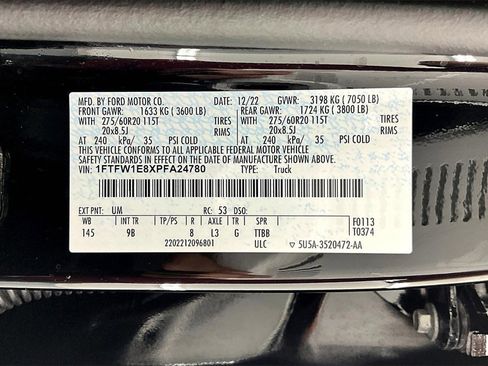 MFD. BY FORD MOTOR CO. 12/22 GVWR: 3198 KG ( 7050 LB)
FRONT GAWR: 1633 KG ( 3600 LB) REAR GAWR: 1724 KG ( 3800 LB)
WITH 275/60R20 115T TIRES WITH 275/60R20 115T TIRES
20x8.5J RIMS 20x8.5J RIMS
AT 240 kPa/ 35 PSI COLD AT 240 kPa/ 35 PSI COLD
THIS VEHICLE CONFORMS TO ALL APPLICABLE FEDERAL MOTOR VEHICLE
SAFETY AND THEFT PREVENTION STANDARDS IN EFFECT ON THE DATE OF MANUFACTURE SHOWN ABOVE.
VIN: 1FTFW1E8XPFA24780 TYPE: Truck
EXT PNT: UM RC: 53 DSO: F0113
WB INT TR TP/PS R AXLE TR SPR T0374
145 9B 8 L3 G TTBB
2202212096801 ULC 5U5A-3520472-AA